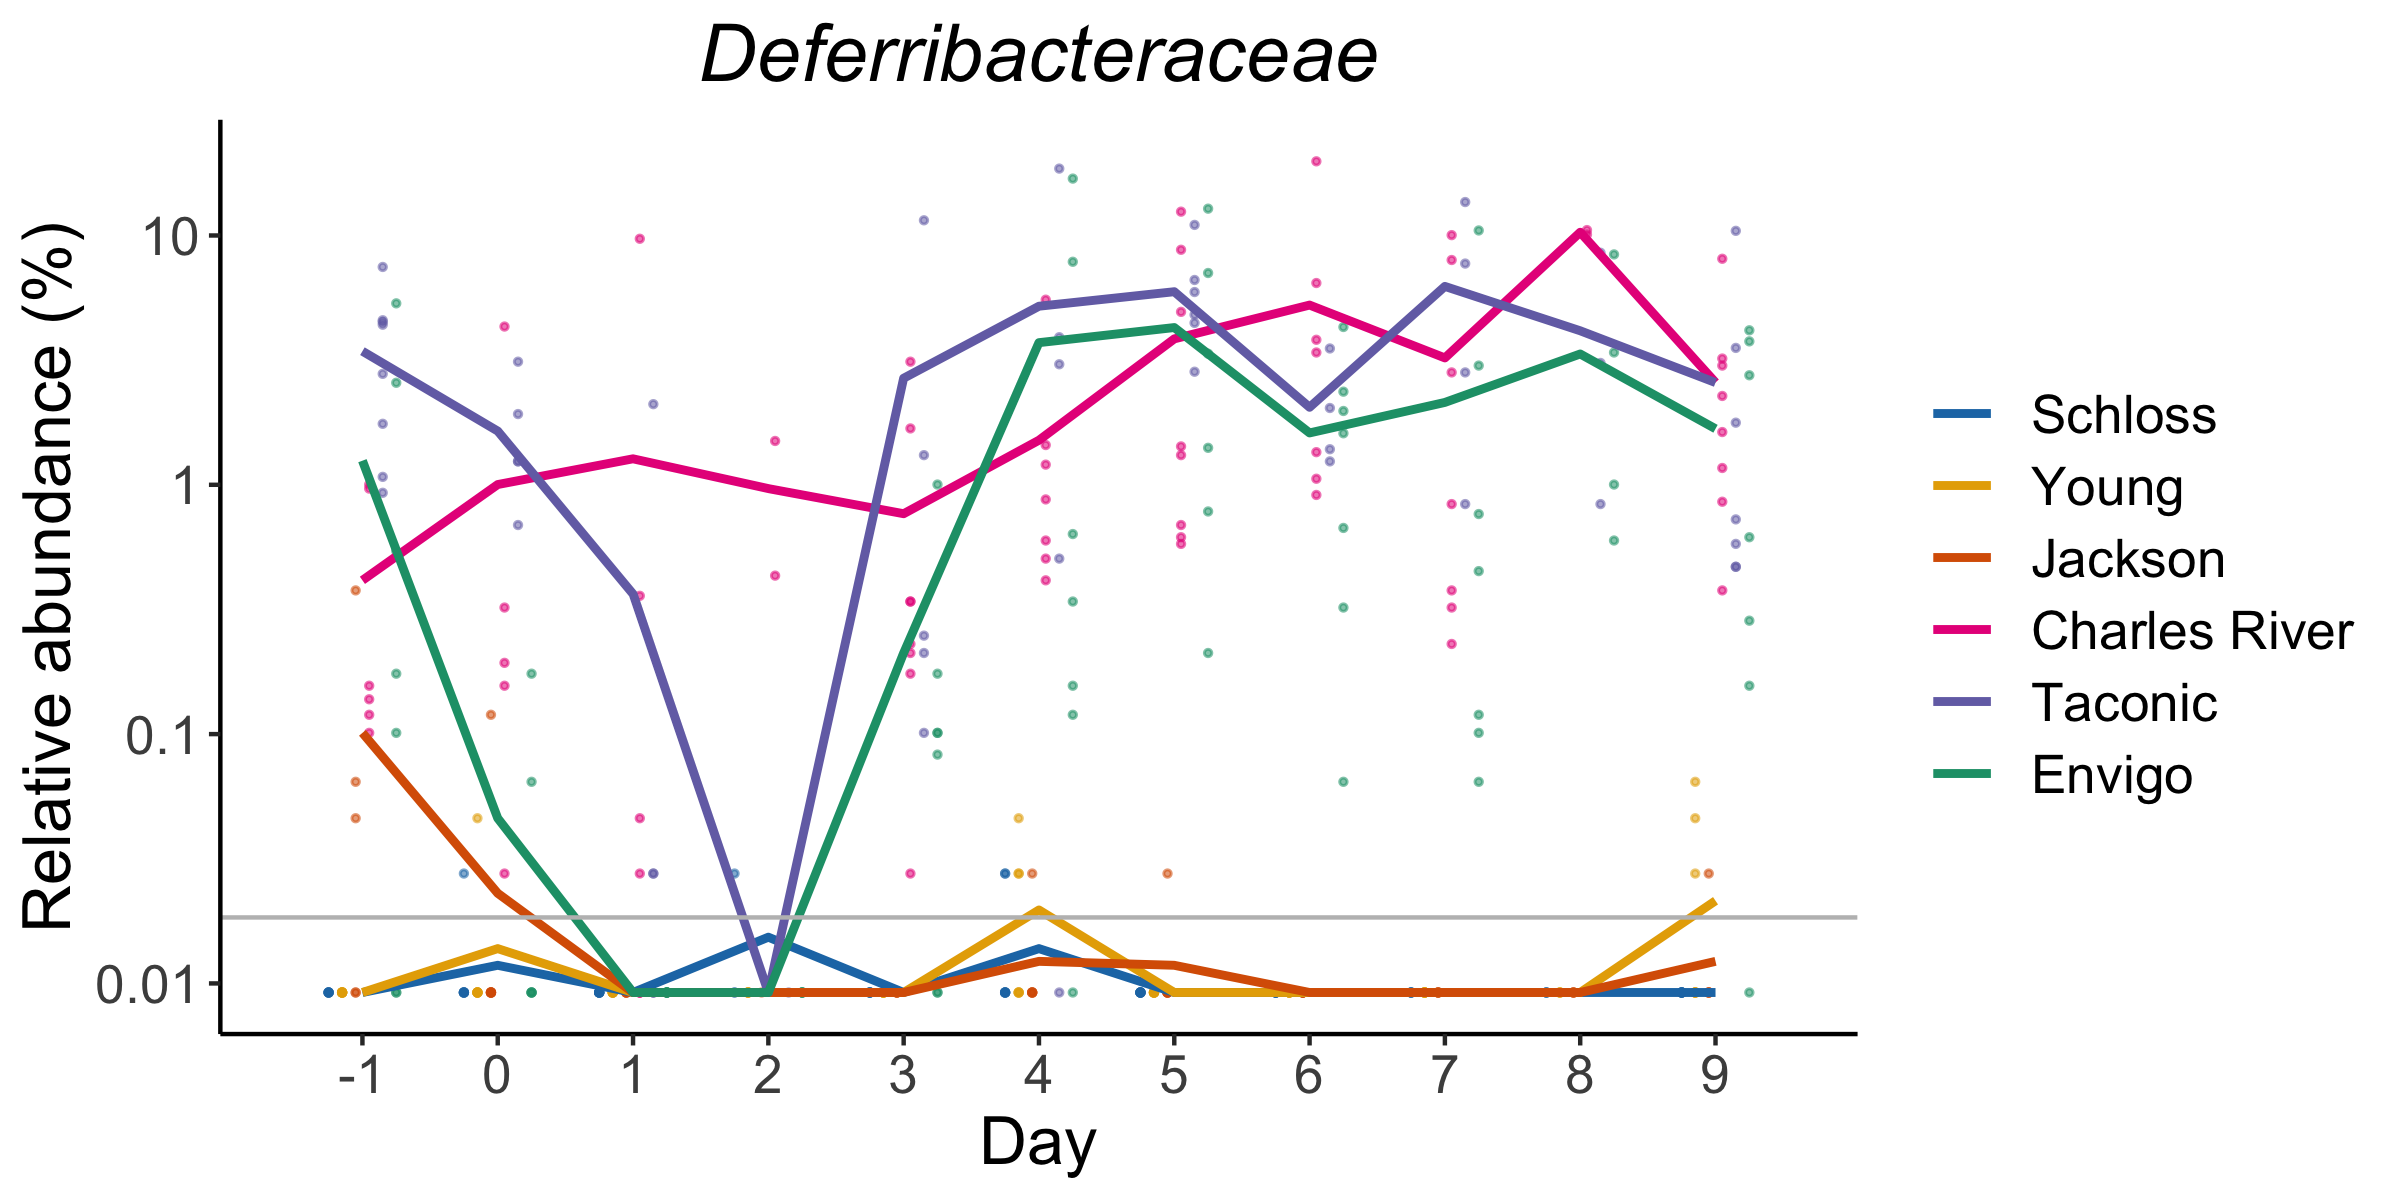 Deferribacteraceae
Relative abundance (%)
10
1
0.1
0.01
-1 0 1 2 3 4 5 6 7 8 9
Day
Schloss
Young
Jackson
Charles River
Taconic
Envigo